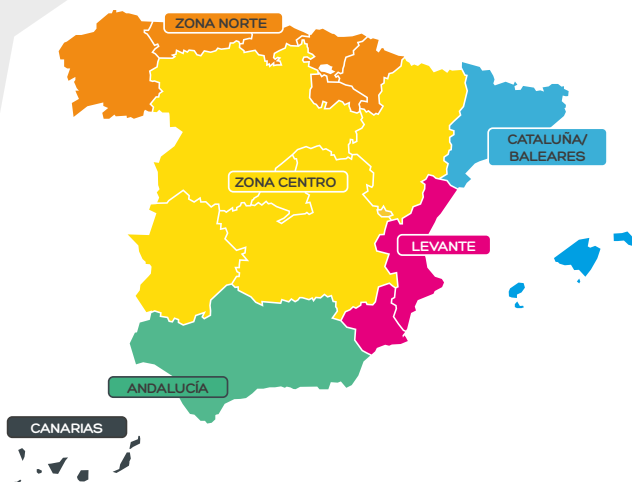 ZONA NORTE
CATALUÑA/
BALEARES
ZONA CENTRO
LEVANTE
ANDALUCÍA
CANARIAS